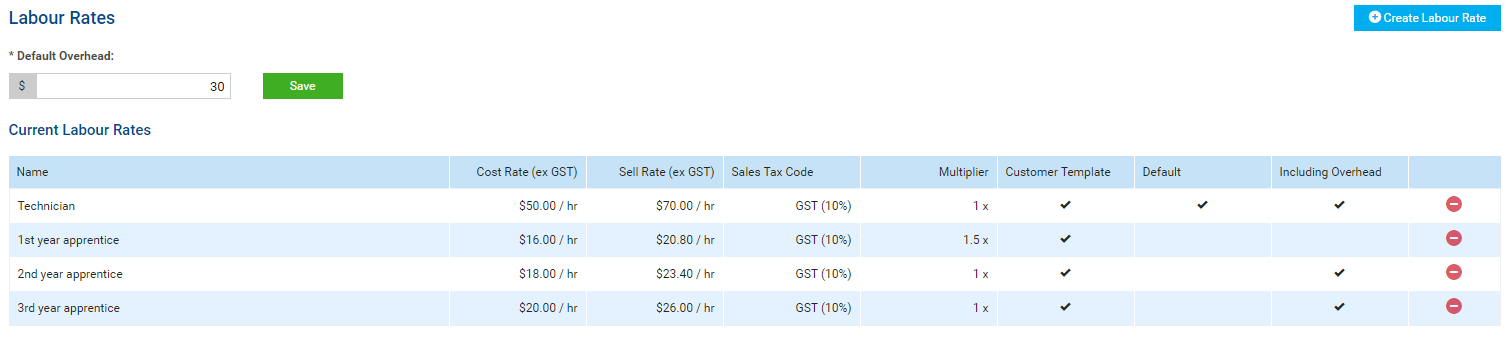 Labour Rates
Create Labour Rate
* Default Overhead:
$ 30 Save
Current Labour Rates
Name Cost Rate (ex GST) Sell Rate (ex GST) Sales Tax Code Multiplier Customer Template Default Including Overhead
Technician $50.00 / hr $70.00 / hr GST (10%) 1 x
1st year apprentice $16.00 / hr $20.80 / hr GST (10%) 1.5 x
2nd year apprentice $18.00 / hr $23.40 / hr GST (10%) 1 x
3rd year apprentice $20.00 / hr $26.00 / hr GST (10%) 1 x